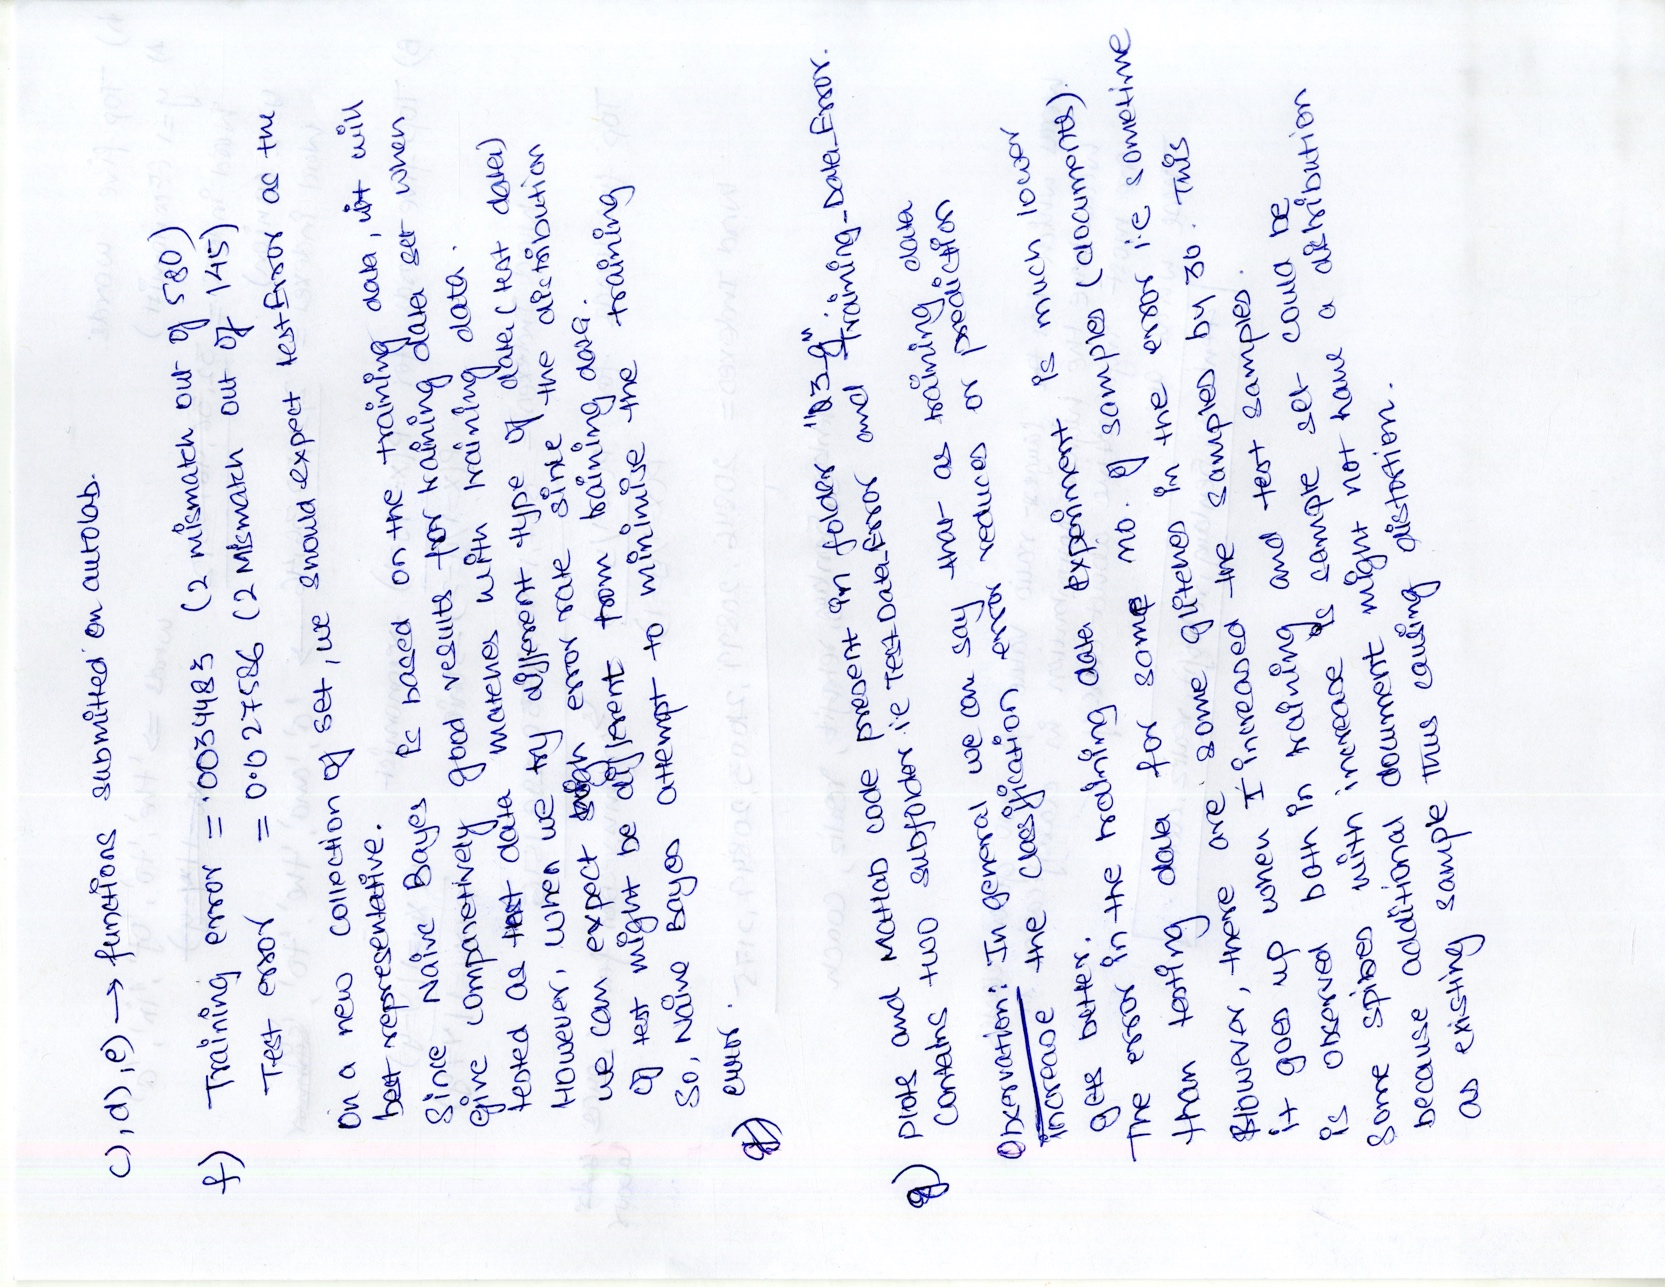 c), d), e) → functions submitted on autolab.
f) Training error = .0034483 (2 mismatch out of 580)
Test error = 0.027586 (2 Mismatch out of 145)
On a new collection of set, we should expect test Error as the
best representative.
Since Naive Bayes is based on the training data, it will
give comparetively good results for training data set when
tested as test data matches with training data.
However, when we try different type of data (test data)
we can expect high error rate sinse the distribution
of test might be different from training data.
So, Naive Bayes attempt to minimise the training
error.
g) plots and Matlab code present in folder "Q3-g".
Contains two subfolder i.e Test_Data_Error and Training_Data_Error.
Observation: In general we can say that as training data
increase the classification error reduces or prediction
gets better.
The error in the training data experiment is much lower
than testing data for some no. of samples (documents).
However, there are some glitches in the error i.e sometime
it goes up when I increased the samples by 30. This
is observed both in training and test samples.
Some spikes with increase of sample set could be
because additional document might not have a distribution
as existing sample thus causing distortion.